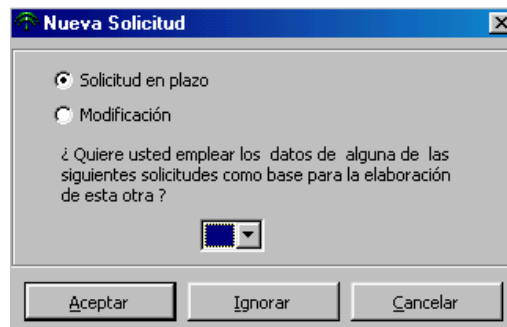 Nueva Solicitud
Solicitud en plazo
Modificación
¿ Quiere usted emplear los datos de alguna de las
siguientes solicitudes como base para la elaboración
de esta otra ?
Aceptar
Ignorar
Cancelar